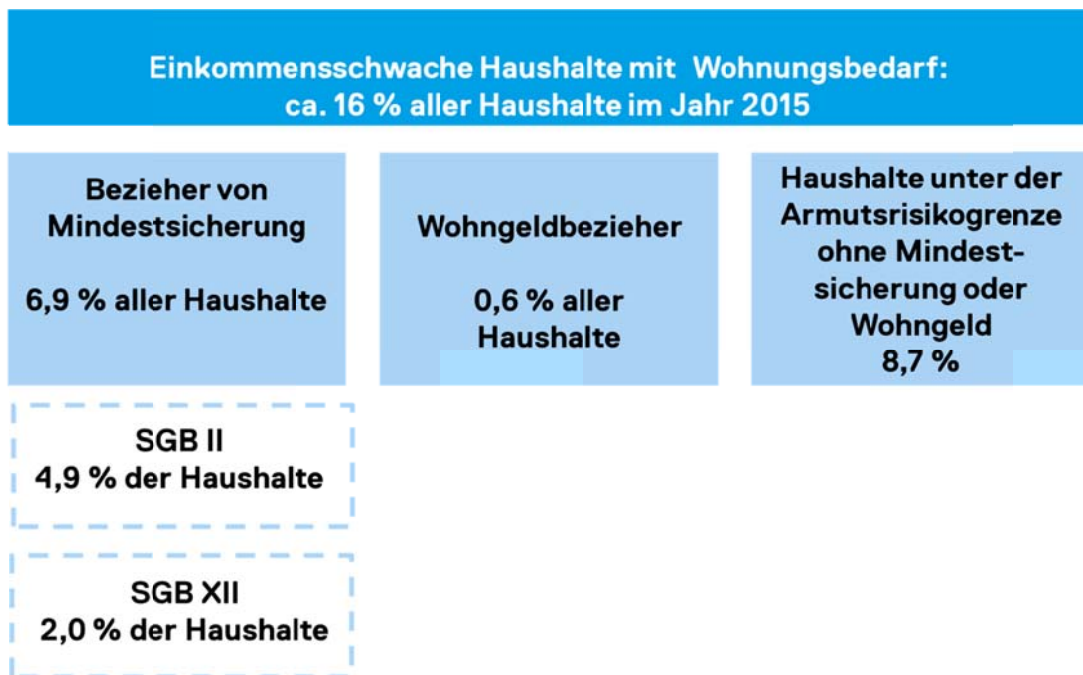 Einkommensschwache Haushalte mit Wohnungsbedarf:
ca. 16 % aller Haushalte im Jahr 2015
Bezieher von
Mindestsicherung
6,9 % aller Haushalte
Wohngeldbezieher
0,6 % aller
Haushalte
Haushalte unter der
Armutsrisikogrenze
ohne Mindest-
sicherung oder
Wohngeld
8,7 %
SGB II
4,9 % der Haushalte
SGB XII
2,0 % der Haushalte